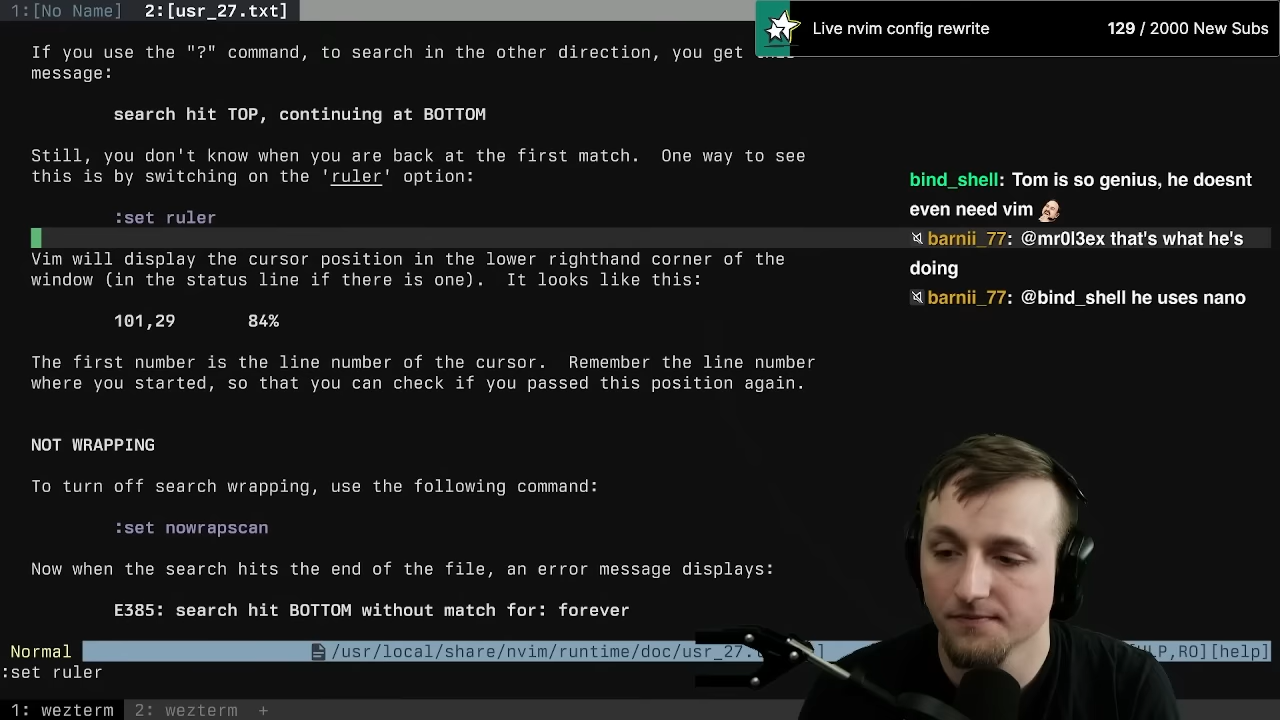 1:[No Name]  2:[usr_27.txt]
Live nvim config rewrite
129 / 2000 New Subs
If you use the "?" command, to search in the other direction, you get
message:
search hit TOP, continuing at BOTTOM
Still, you don't know when you are back at the first match.  One way to see
this is by switching on the 'ruler' option:
:set ruler
Vim will display the cursor position in the lower righthand corner of the
window (in the status line if there is one).  It looks like this:
101,29       84%
The first number is the line number of the cursor.  Remember the line number
where you started, so that you can check if you passed this position again.
NOT WRAPPING
To turn off search wrapping, use the following command:
:set nowrapscan
Now when the search hits the end of the file, an error message displays:
E385: search hit BOTTOM without match for: forever
bind_shell: Tom is so genius, he doesnt
even need vim
barnii_77: @mr0l3ex that's what he's
doing
barnii_77: @bind_shell he uses nano
Normal
/usr/local/share/nvim/runtime/doc/usr_27.
,RO][help]
:set ruler
1: wezterm  2: wezterm  +